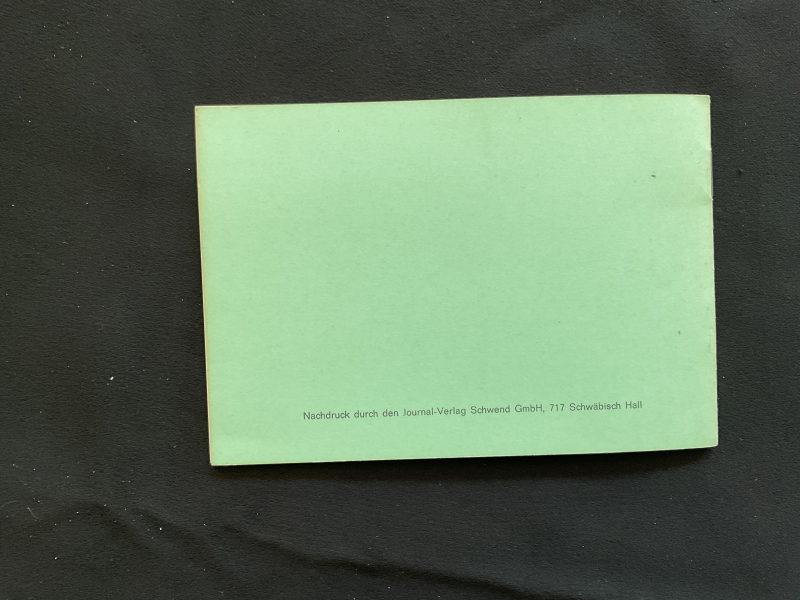 Nachdruck durch den Journal-Verlag Schwend GmbH, 717 Schwäbisch Hall